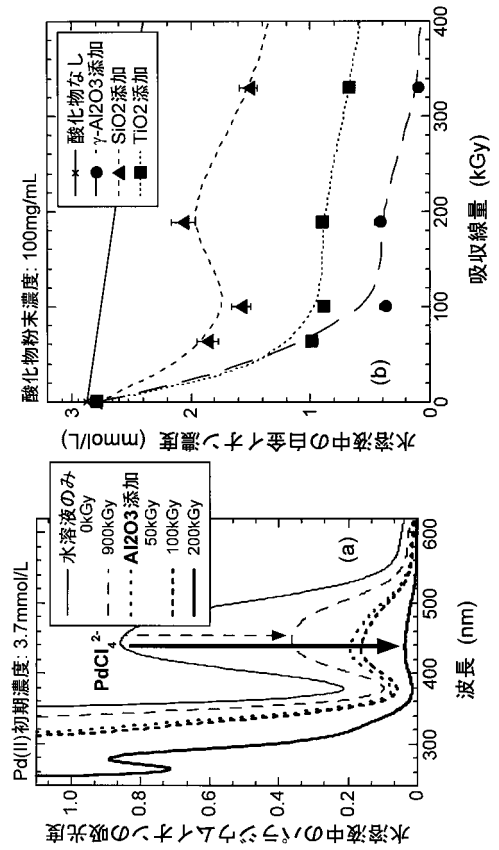 Pd(II)初期濃度: 3.7mmol/L
水溶液中のパラジウムイオンの吸光度
1.0
0.8
0.6
0.4
0.2
0
300
400
500
600
波長 (nm)
PdCl₄²⁻
水溶液のみ
0kGy
900kGy
Al2O3添加
50kGy
100kGy
200kGy
(a)
酸化物粉末濃度: 100mg/mL
水溶液中の白金イオン濃度 (mmol/L)
3
2
1
0
0
100
200
300
400
吸収線量 (kGy)
酸化物なし
γ-Al2O3添加
SiO2添加
TiO2添加
(b)